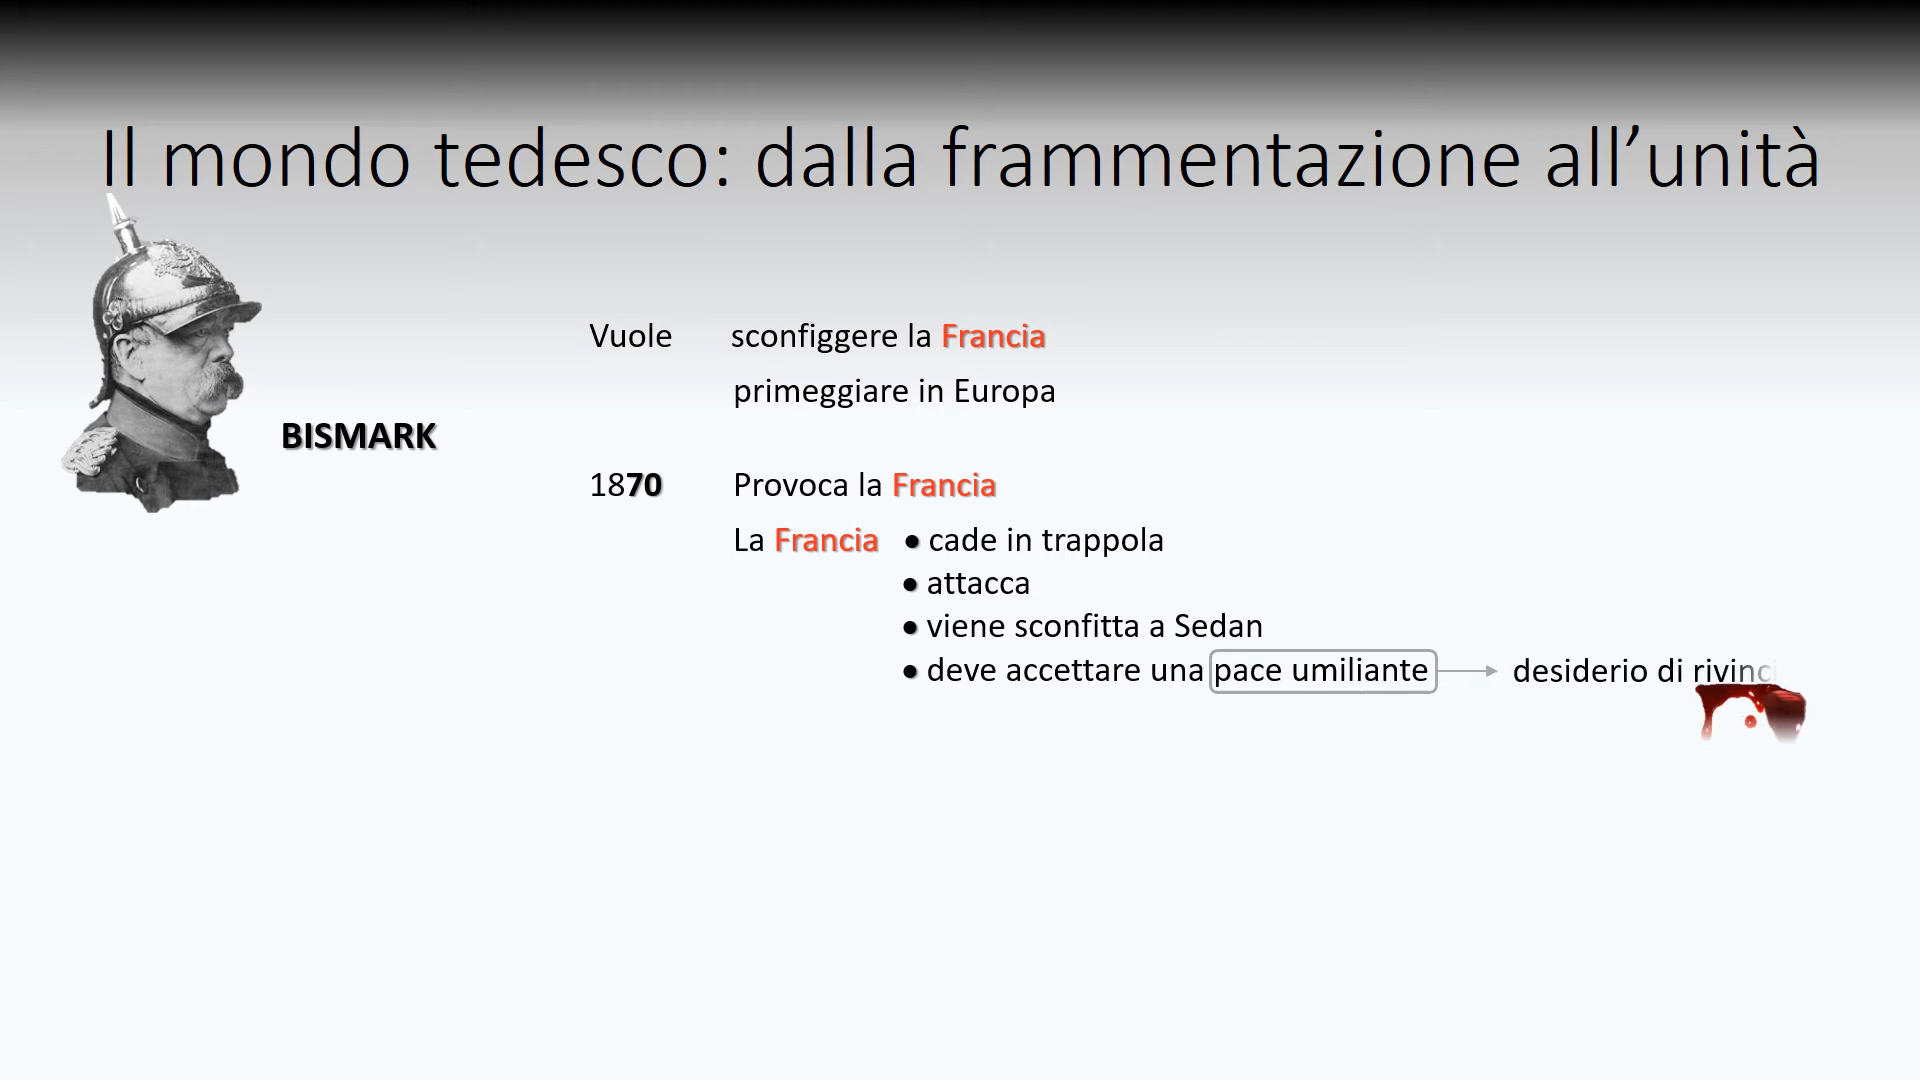 Il mondo tedesco: dalla frammentazione all’unità
Vuole sconfiggere la Francia
primeggiare in Europa
BISMARK
1870 Provoca la Francia
La Francia • cade in trappola
• attacca
• viene sconfitta a Sedan
• deve accettare una pace umiliante desiderio di